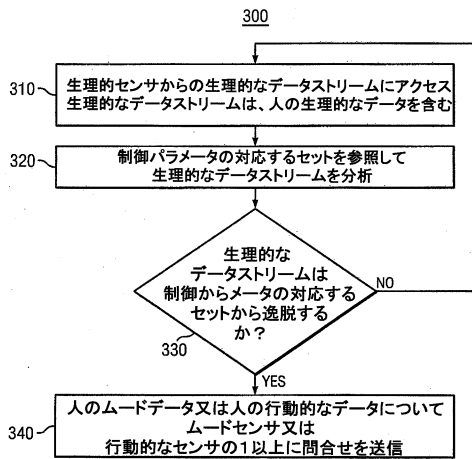 300
310
生理的センサからの生理的なデータストリームにアクセス
生理的なデータストリームは、人の生理的なデータを含む
320
制御パラメータの対応するセットを参照して
生理的なデータストリームを分析
生理的な
データストリームは
制御からメータの対応する
セットから逸脱する
か?
NO
330
YES
340
人のムードデータ又は人の行動的なデータについて
ムードセンサ又は
行動的なセンサの1以上に問合せを送信